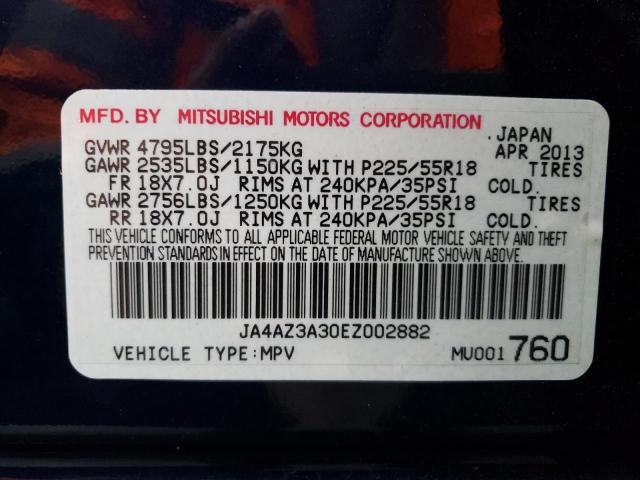 MFD. BY MITSUBISHI MOTORS CORPORATION
, JAPAN
GVWR 4795LBS/2175KG APR 2013
GAWR 2535LBS/1150KG WITH P225/55R18 TIRES
FR 18X7.0J RIMS AT 240KPA/35PSI COLD.
GAWR 2756LBS/1250KG WITH P225/55R18 TIRES
RR 18X7.0J RIMS AT 240KPA/35PSI COLD.
THIS VEHICLE CONFORMS TO ALL APPLICABLE FEDERAL MOTOR VEHICLE SAFETY AND THEFT
PREVENTION STANDARDS IN EFFECT ON THE DATE OF MANUFACTURE SHOWN ABOVE.
JA4AZ3A30EZ002882
VEHICLE TYPE:MPV MU001760